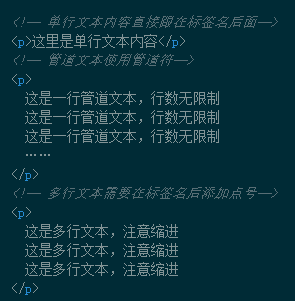 <!-- 单行文本内容直接即在标签名后面-->
<p>这里是单行文本内容</p>
<!-- 管道文本使用管道符-->
<p>
这是一行管道文本，行数无限制
这是一行管道文本，行数无限制
这是一行管道文本，行数无限制
……
</p>
<!-- 多行文本需要在标签名后添加点号-->
<p>
这是多行文本，注意缩进
这是多行文本，注意缩进
这是多行文本，注意缩进
</p>